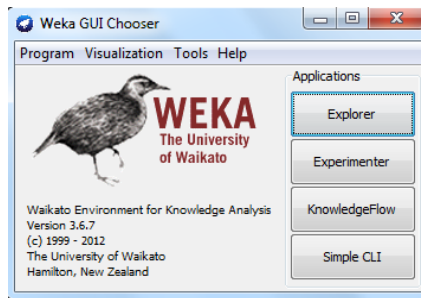 Weka GUI Chooser
Program Visualization Tools Help
WEKA
The University
of Waikato
Waikato Environment for Knowledge Analysis
Version 3.6.7
(c) 1999 - 2012
The University of Waikato
Hamilton, New Zealand
Applications
Explorer
Experimenter
KnowledgeFlow
Simple CLI